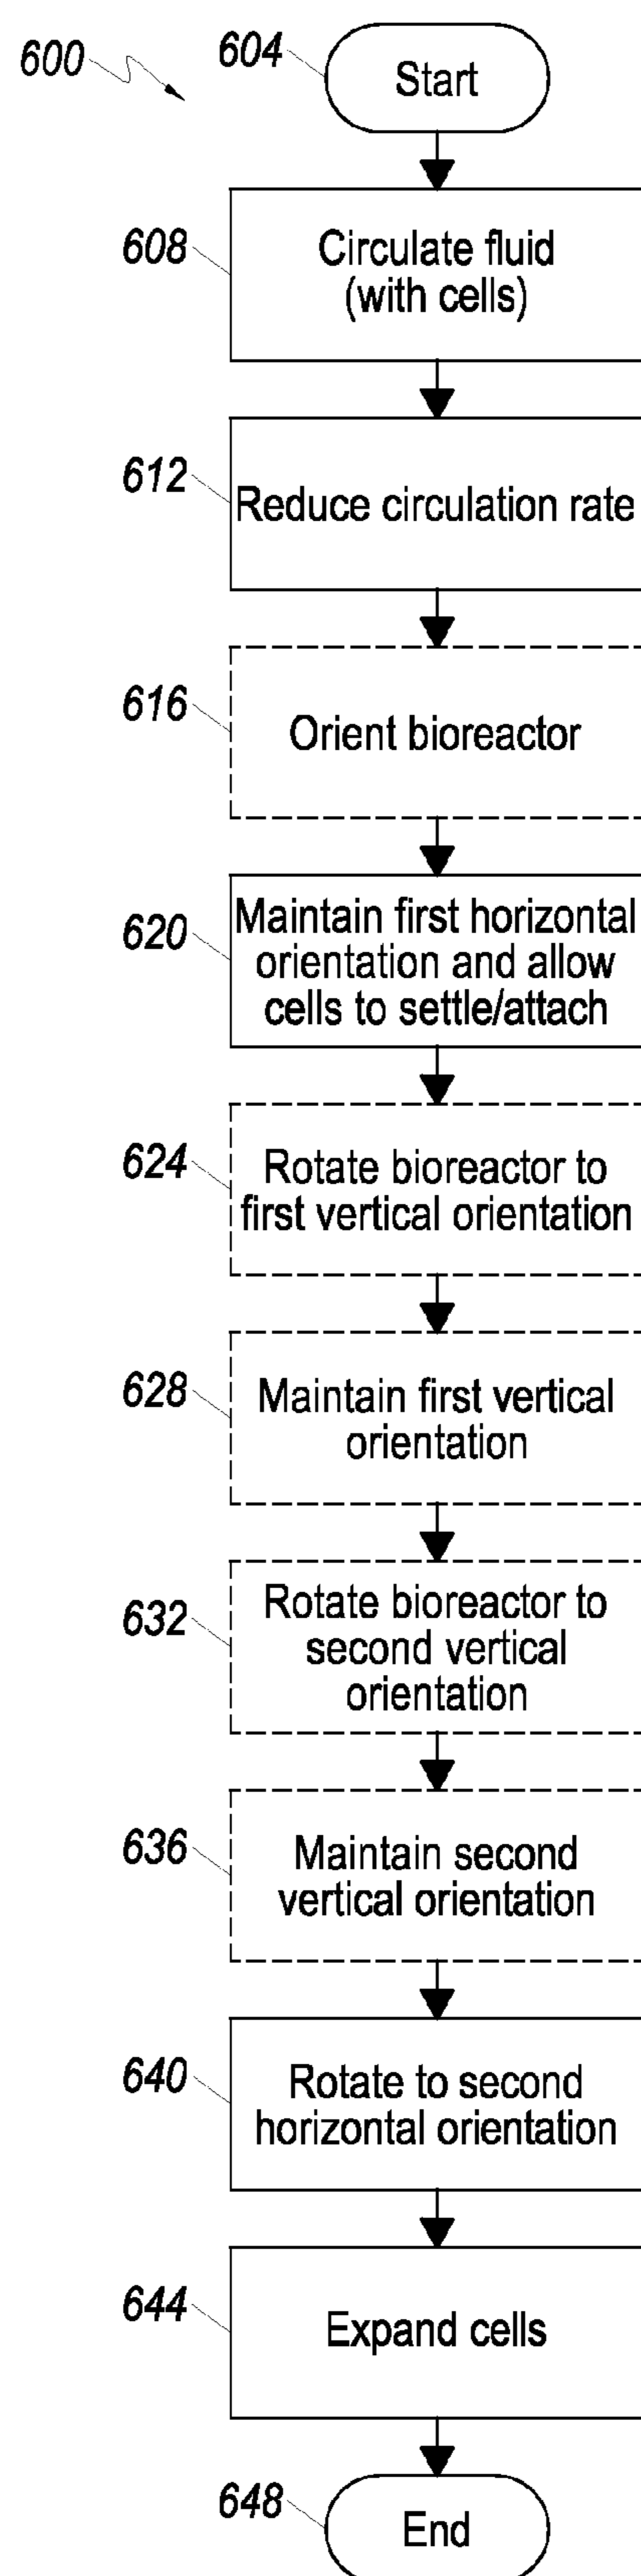 600
604
Start
608
Circulate fluid
(with cells)
612
Reduce circulation rate
616
Orient bioreactor
620
Maintain first horizontal
orientation and allow
cells to settle/attach
624
Rotate bioreactor to
first vertical orientation
628
Maintain first vertical
orientation
632
Rotate bioreactor to
second vertical
orientation
636
Maintain second
vertical orientation
640
Rotate to second
horizontal orientation
644
Expand cells
648
End